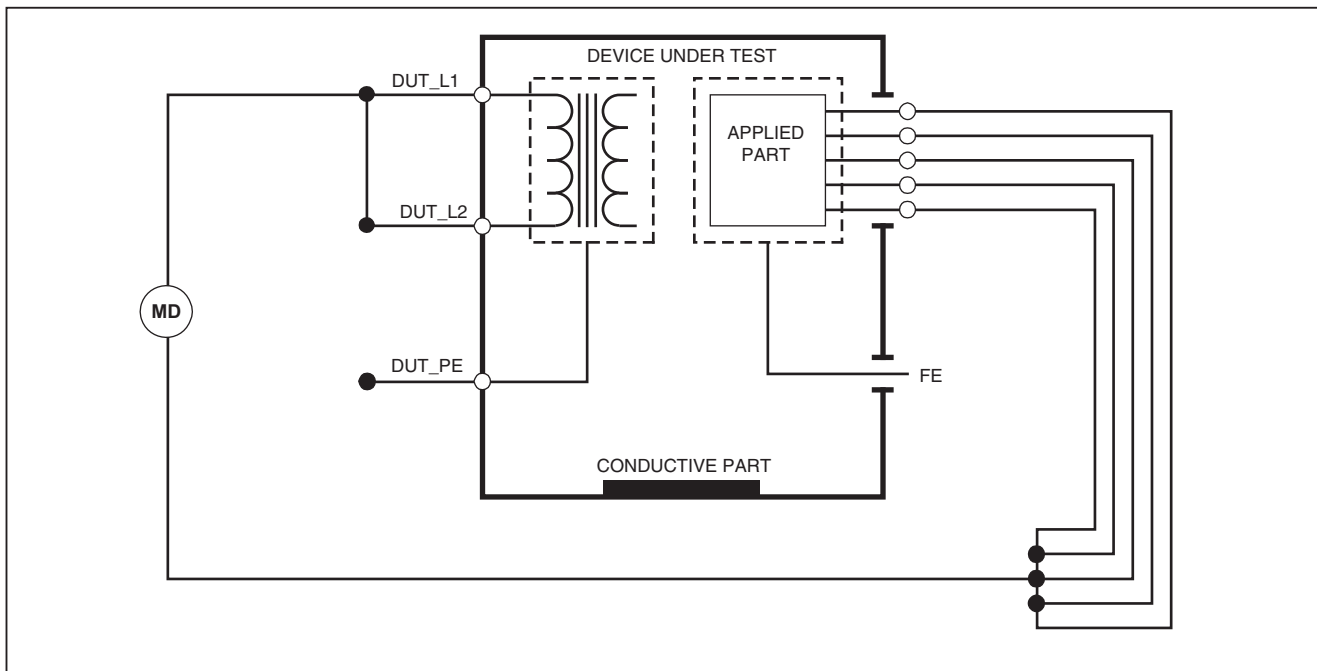 DEVICE UNDER TEST
DUT_L1
APPLIED
PART
DUT_L2
MD
DUT_PE
FE
CONDUCTIVE PART